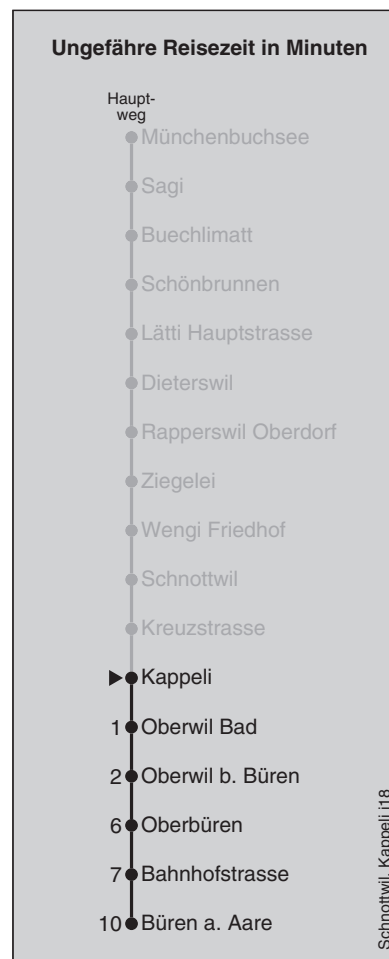 Ungefähre Reisezeit in Minuten
Haupt-
weg
Münchenbuchsee
Sagi
Buechlimatt
Schönbrunnen
Lätti Hauptstrasse
Dieterswil
Rapperswil Oberdorf
Ziegelei
Wengi Friedhof
Schnottwil
Kreuzstrasse
Kappeli
1 Oberwil Bad
2 Oberwil b. Büren
6 Oberbüren
7 Bahnhofstrasse
10 Büren a. Aare
Schnottwil, Kappeli i18